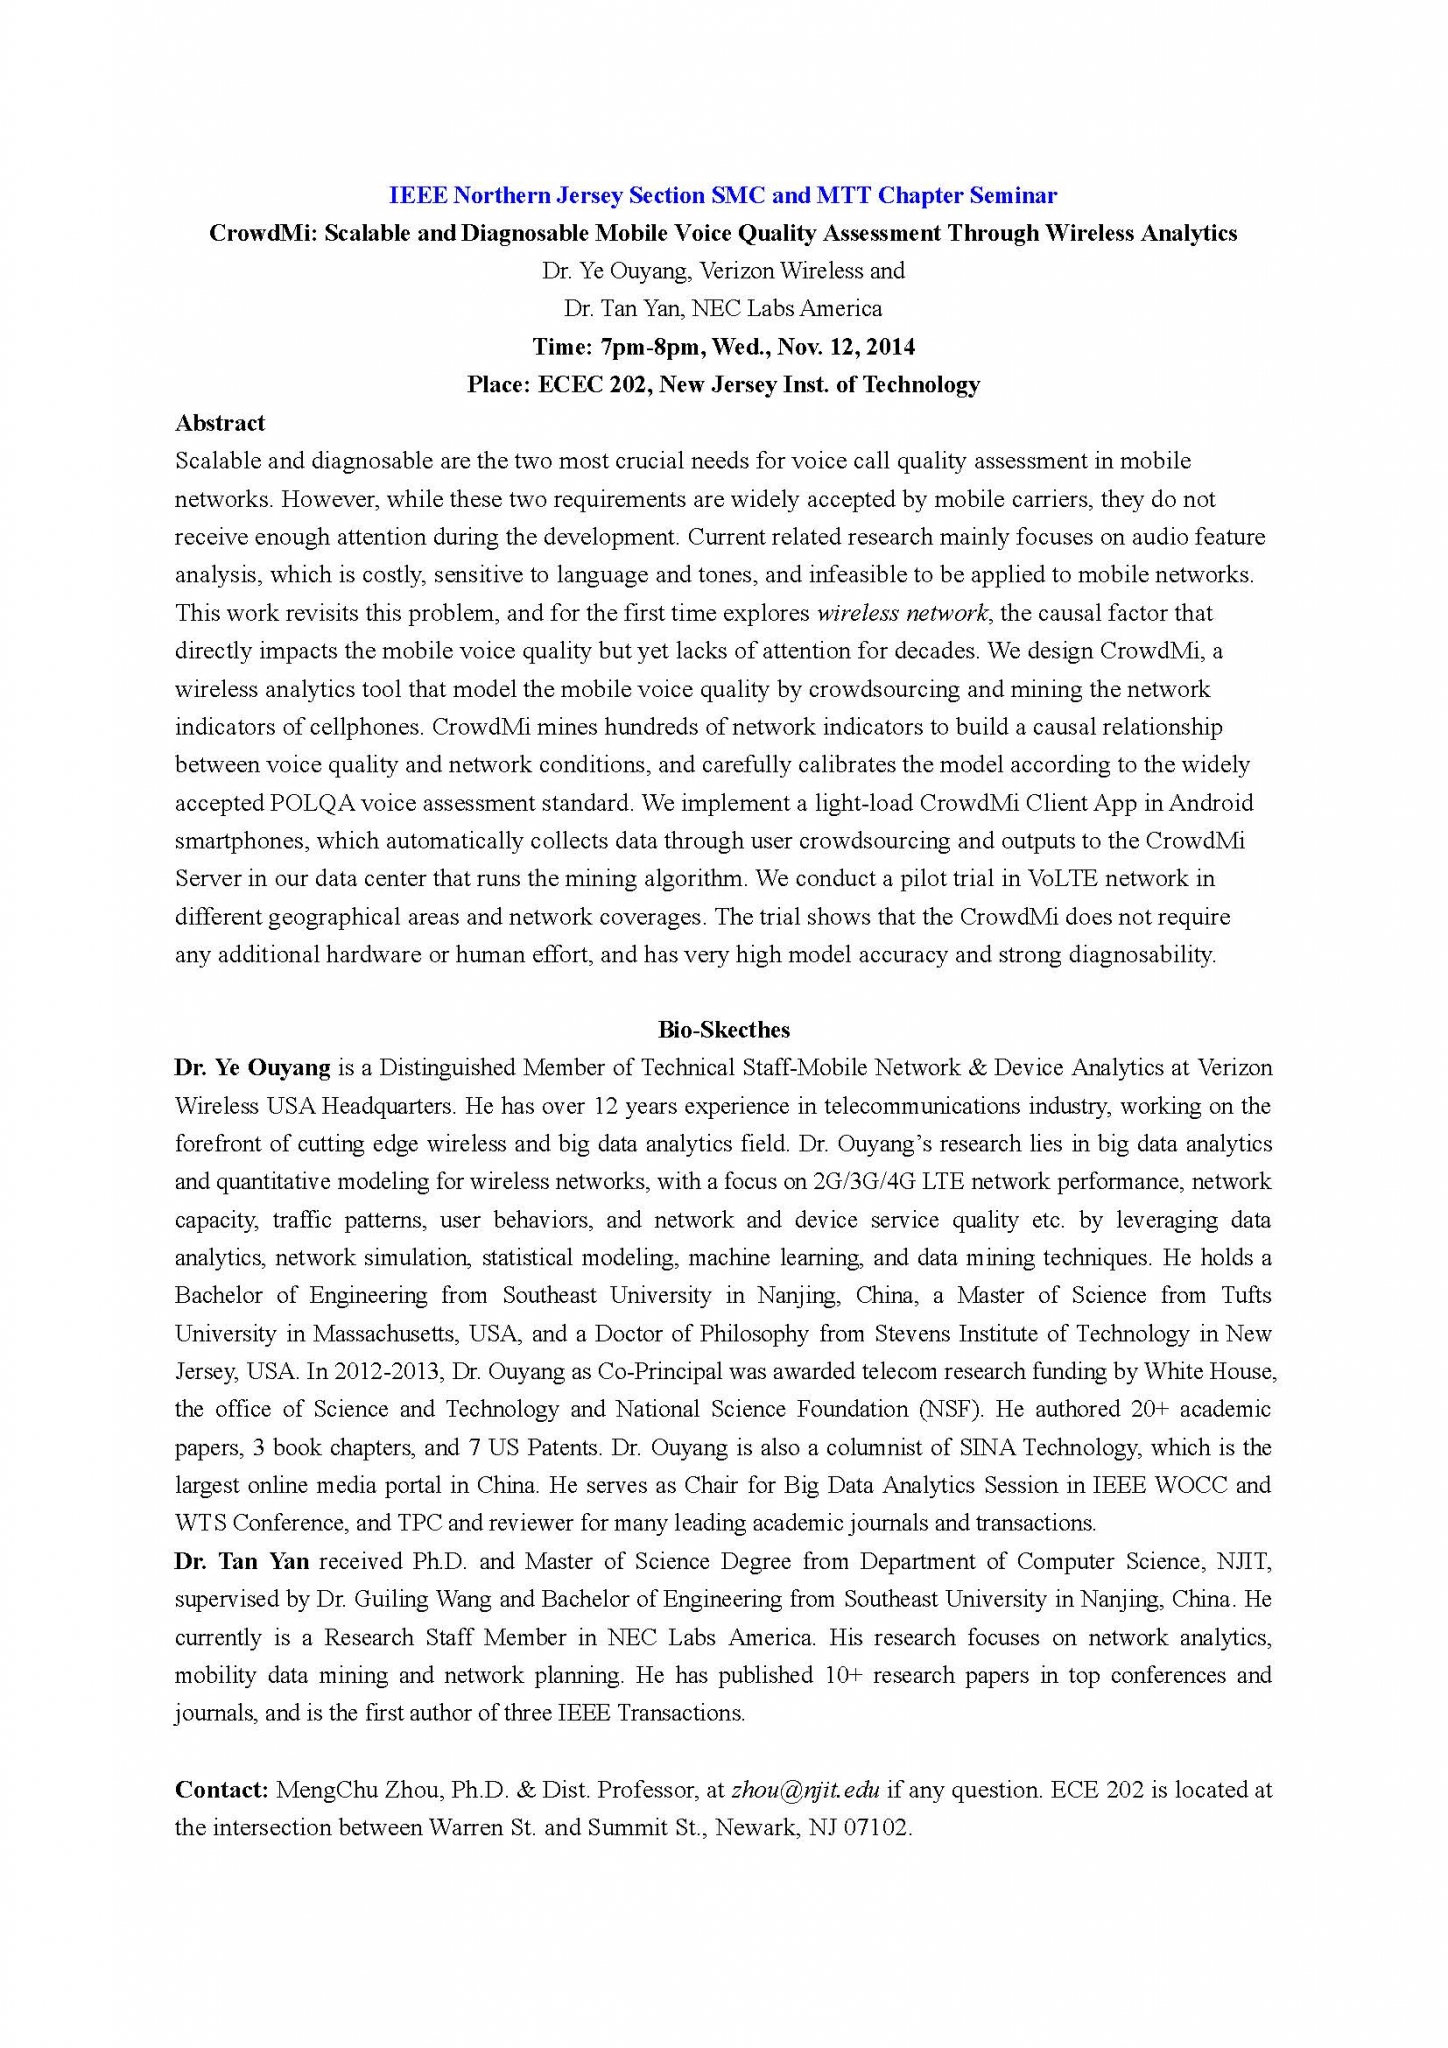 IEEE Northern Jersey Section SMC and MTT Chapter Seminar
CrowdMi: Scalable and Diagnosable Mobile Voice Quality Assessment Through Wireless Analytics
Dr. Ye Ouyang, Verizon Wireless and
Dr. Tan Yan, NEC Labs America
Time: 7pm-8pm, Wed., Nov. 12, 2014
Place: ECEC 202, New Jersey Inst. of Technology
Abstract
Scalable and diagnosable are the two most crucial needs for voice call quality assessment in mobile
networks. However, while these two requirements are widely accepted by mobile carriers, they do not
receive enough attention during the development. Current related research mainly focuses on audio feature
analysis, which is costly, sensitive to language and tones, and infeasible to be applied to mobile networks.
This work revisits this problem, and for the first time explores wireless network, the causal factor that
directly impacts the mobile voice quality but yet lacks of attention for decades. We design CrowdMi, a
wireless analytics tool that model the mobile voice quality by crowdsourcing and mining the network
indicators of cellphones. CrowdMi mines hundreds of network indicators to build a causal relationship
between voice quality and network conditions, and carefully calibrates the model according to the widely
accepted POLQA voice assessment standard. We implement a light-load CrowdMi Client App in Android
smartphones, which automatically collects data through user crowdsourcing and outputs to the CrowdMi
Server in our data center that runs the mining algorithm. We conduct a pilot trial in VoLTE network in
different geographical areas and network coverages. The trial shows that the CrowdMi does not require
any additional hardware or human effort, and has very high model accuracy and strong diagnosability.
Bio-Skecthes
Dr. Ye Ouyang is a Distinguished Member of Technical Staff-Mobile Network & Device Analytics at Verizon
Wireless USA Headquarters. He has over 12 years experience in telecommunications industry, working on the
forefront of cutting edge wireless and big data analytics field. Dr. Ouyang’s research lies in big data analytics
and quantitative modeling for wireless networks, with a focus on 2G/3G/4G LTE network performance, network
capacity, traffic patterns, user behaviors, and network and device service quality etc. by leveraging data
analytics, network simulation, statistical modeling, machine learning, and data mining techniques. He holds a
Bachelor of Engineering from Southeast University in Nanjing, China, a Master of Science from Tufts
University in Massachusetts, USA, and a Doctor of Philosophy from Stevens Institute of Technology in New
Jersey, USA. In 2012-2013, Dr. Ouyang as Co-Principal was awarded telecom research funding by White House,
the office of Science and Technology and National Science Foundation (NSF). He authored 20+ academic
papers, 3 book chapters, and 7 US Patents. Dr. Ouyang is also a columnist of SINA Technology, which is the
largest online media portal in China. He serves as Chair for Big Data Analytics Session in IEEE WOCC and
WTS Conference, and TPC and reviewer for many leading academic journals and transactions.
Dr. Tan Yan received Ph.D. and Master of Science Degree from Department of Computer Science, NJIT,
supervised by Dr. Guiling Wang and Bachelor of Engineering from Southeast University in Nanjing, China. He
currently is a Research Staff Member in NEC Labs America. His research focuses on network analytics,
mobility data mining and network planning. He has published 10+ research papers in top conferences and
journals, and is the first author of three IEEE Transactions.
Contact: MengChu Zhou, Ph.D. & Dist. Professor, at zhou@njit.edu if any question. ECE 202 is located at
the intersection between Warren St. and Summit St., Newark, NJ 07102.